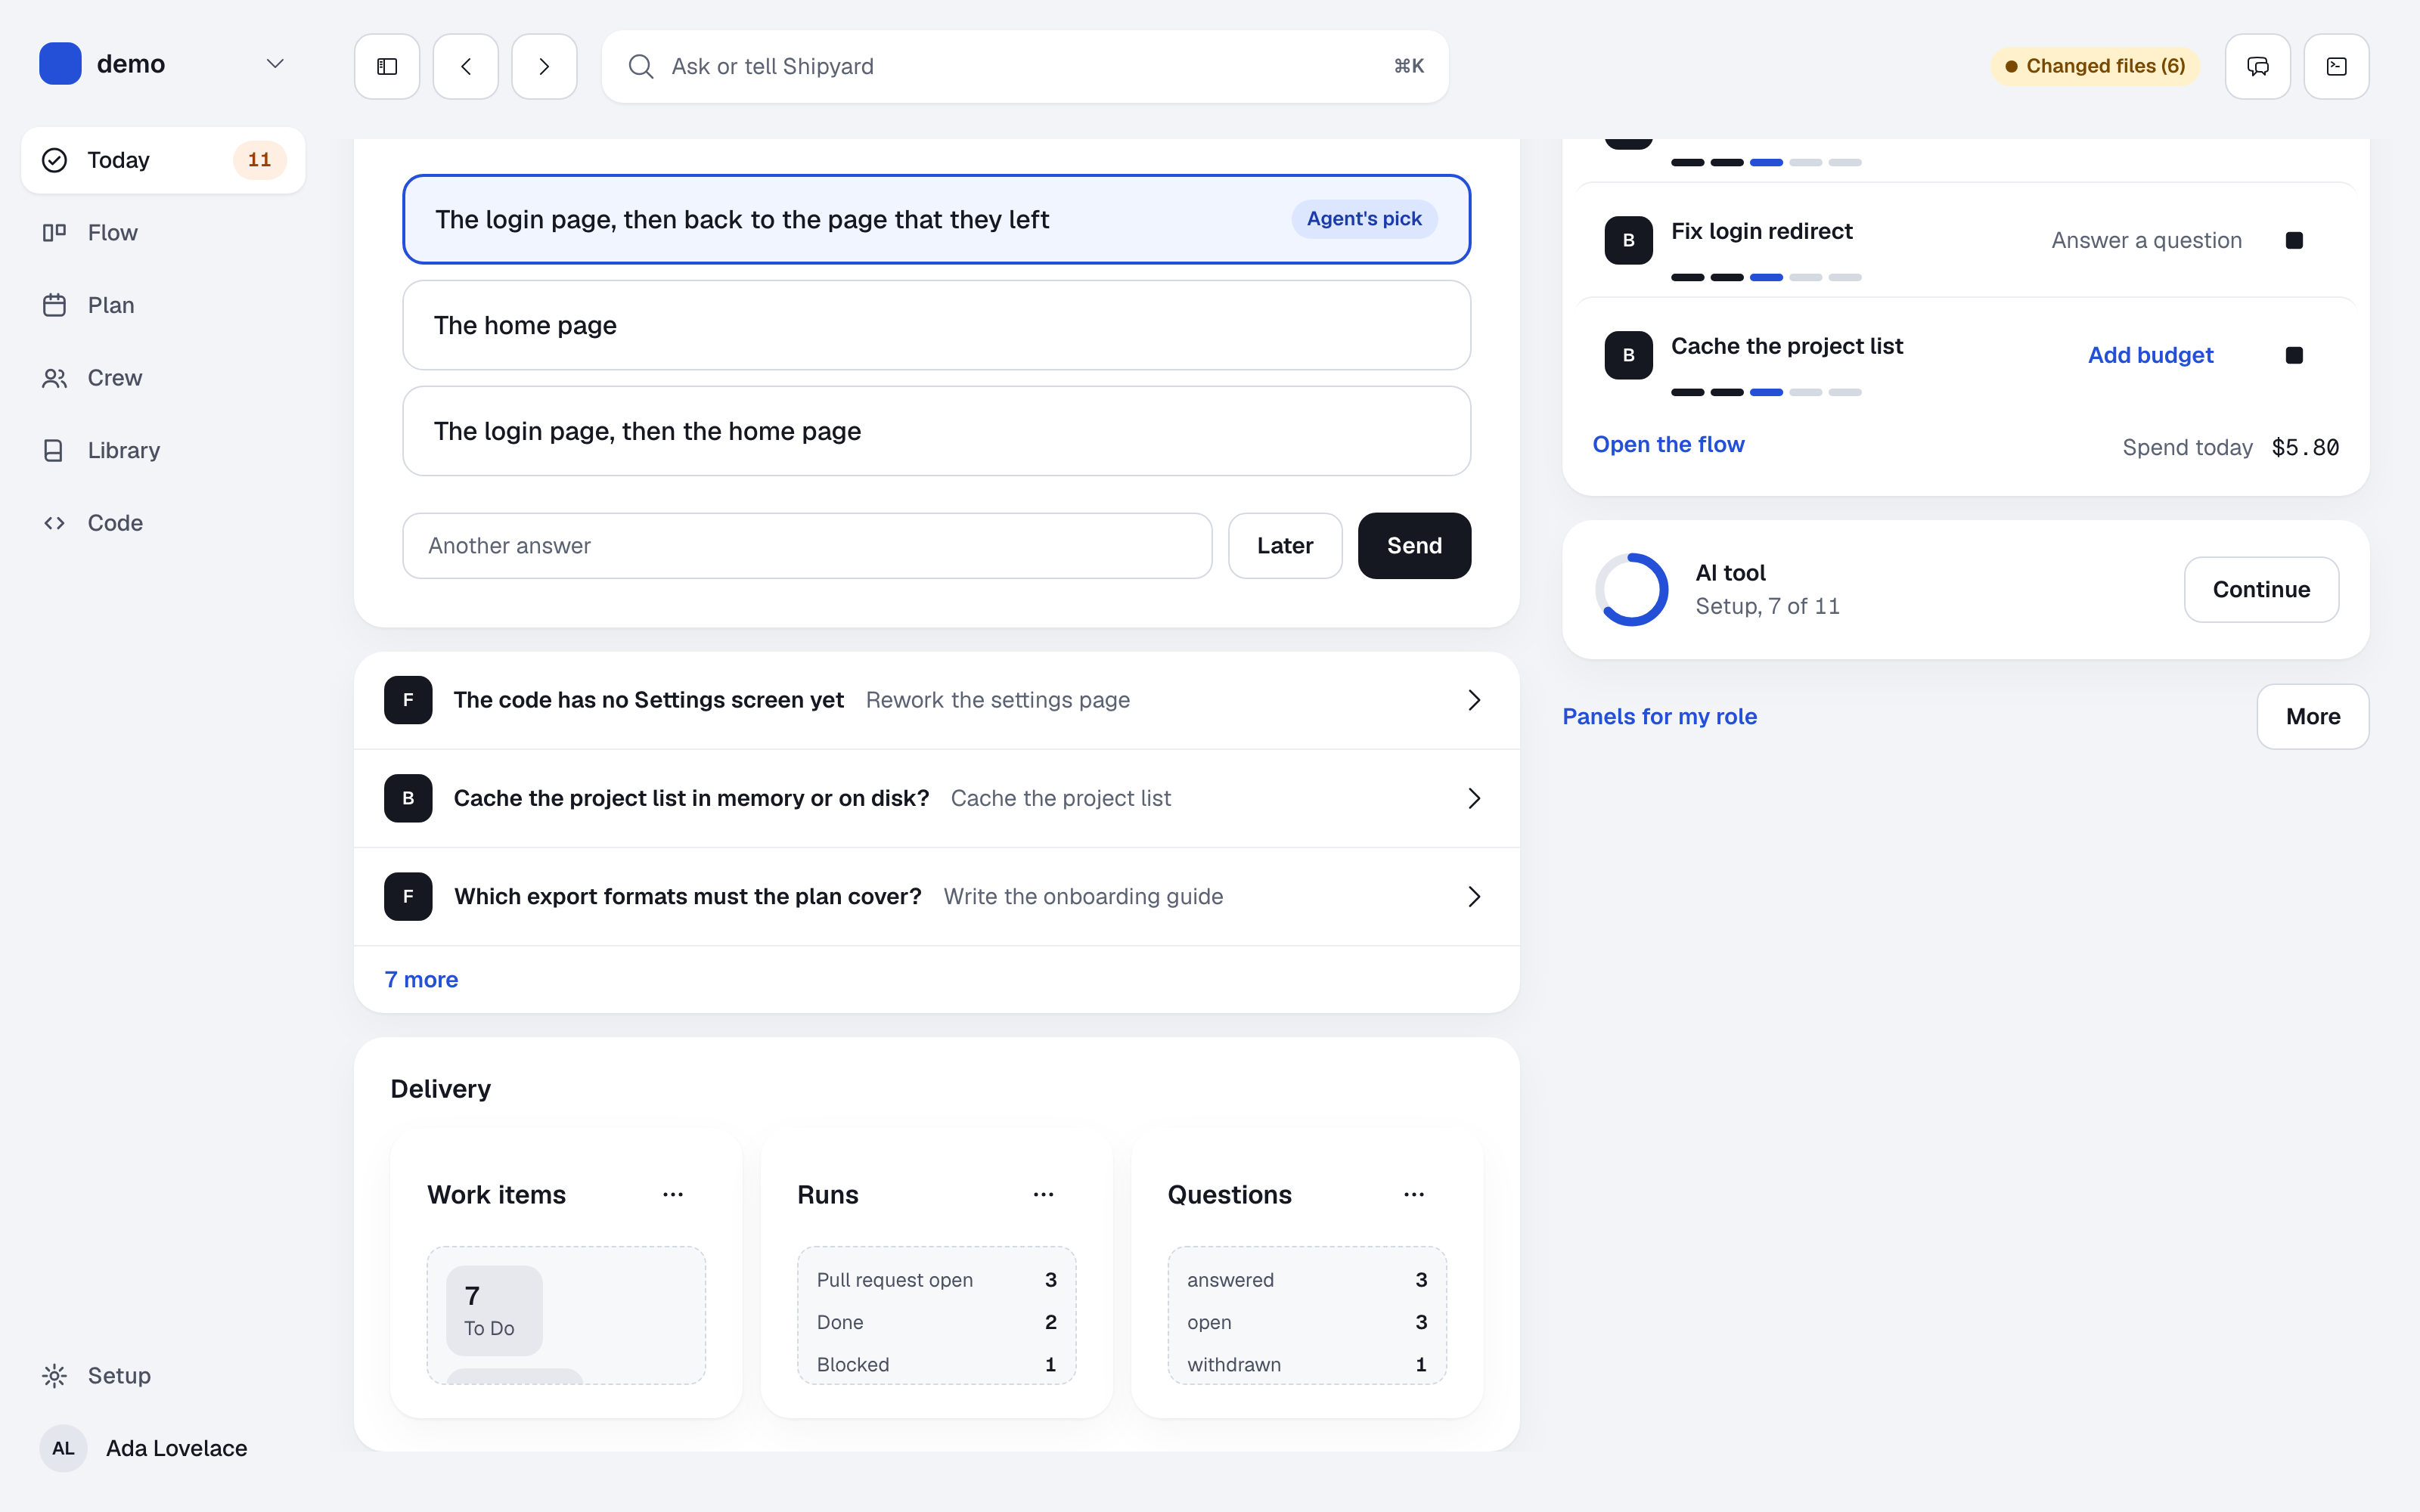 demo
Today
11
Flow
Plan
Crew
Library
Code
Setup
AL
Ada Lovelace
Ask or tell Shipyard
⌘K
Changed files (6)
The login page, then back to the page that they left
Agent's pick
The home page
The login page, then the home page
Another answer
Later
Send
F
The code has no Settings screen yet
Rework the settings page
B
Cache the project list in memory or on disk?
Cache the project list
F
Which export formats must the plan cover?
Write the onboarding guide
7 more
Delivery
Work items
7
To Do
Runs
Pull request open 3
Done 2
Blocked 1
Questions
answered 3
open 3
withdrawn 1
B
Fix login redirect
Answer a question
B
Cache the project list
Add budget
Open the flow
Spend today $5.80
AI tool
Setup, 7 of 11
Continue
Panels for my role
More